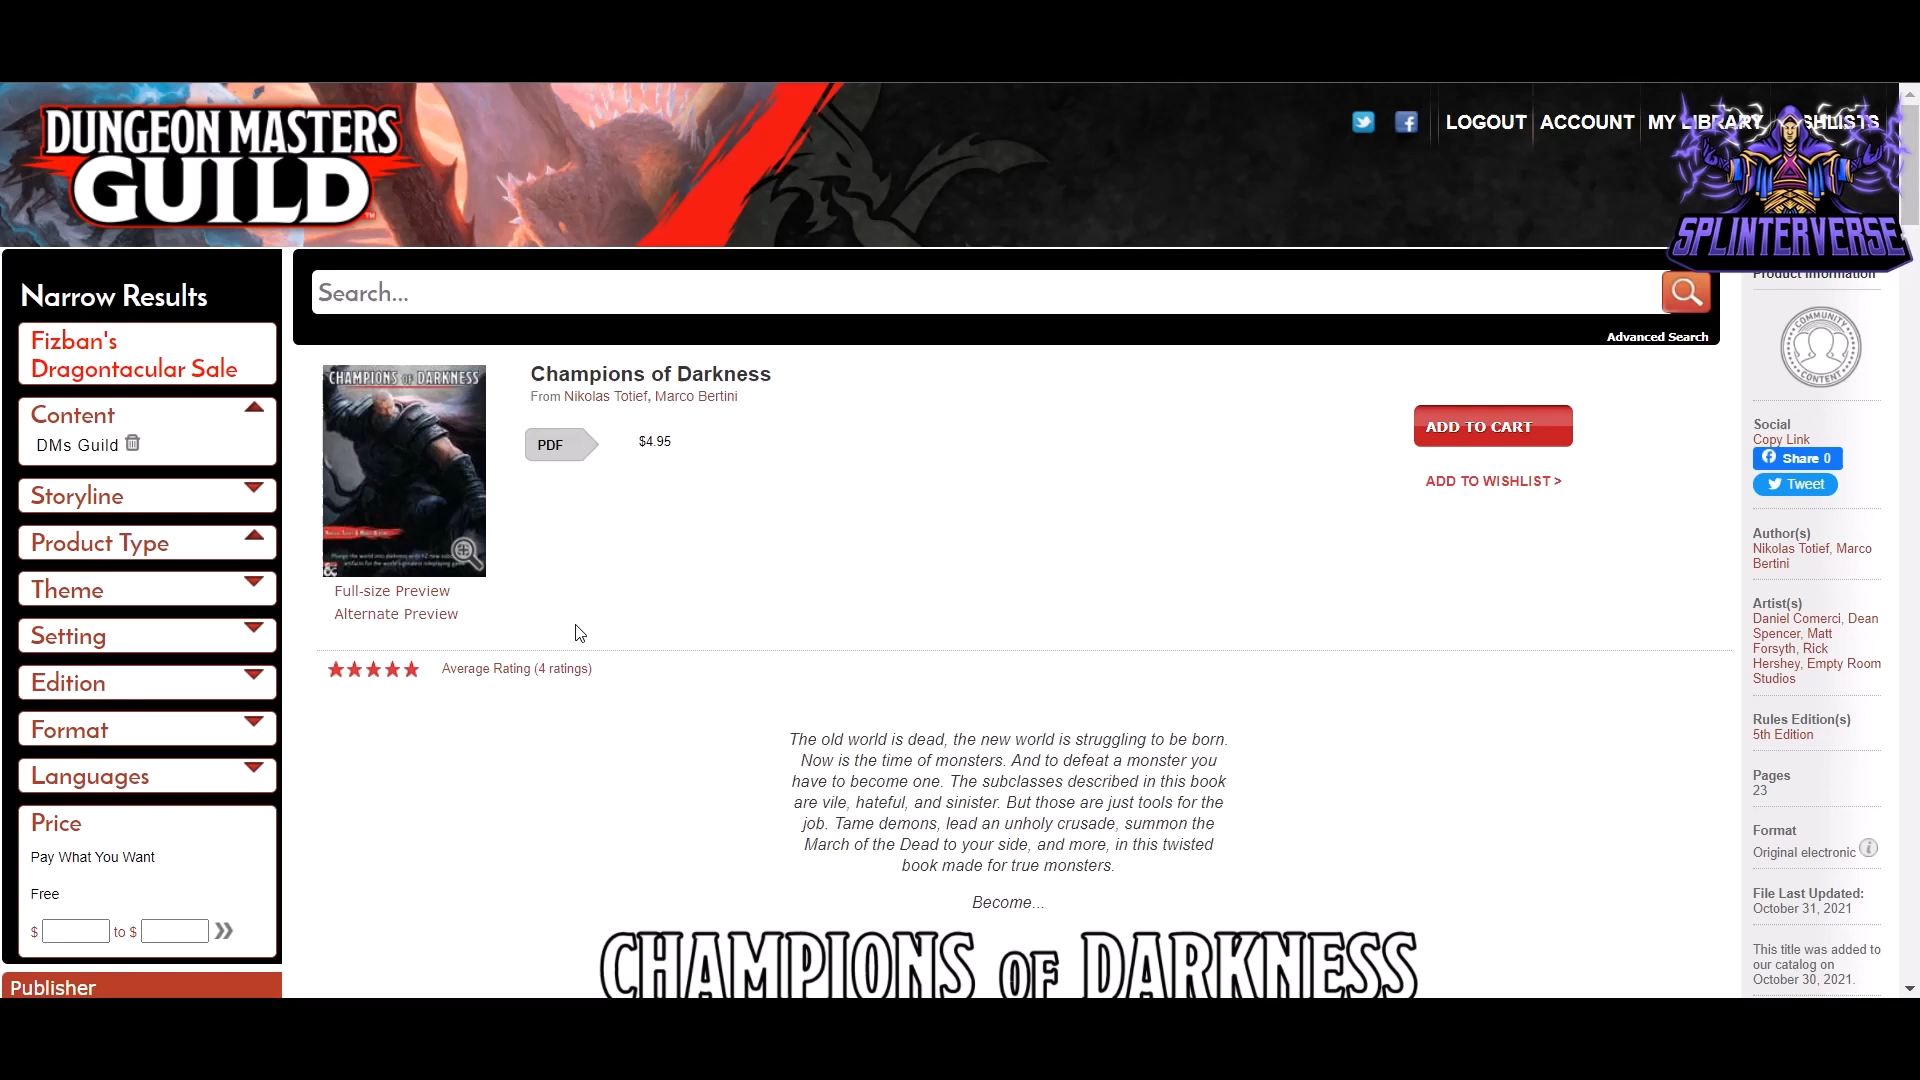 DUNGEON MASTERS
GUILD
LOGOUT ACCOUNT MY LIBRARY
SPLINTERVERSE
Narrow Results
Fizban's
Dragontacular Sale
Content
DMs Guild
Storyline
Product Type
Theme
Setting
Edition
Format
Languages
Price
Pay What You Want
Free
$ to $
Publisher
Search...
Advanced Search
CHAMPIONS OF DARKNESS
Full-size Preview
Alternate Preview
Champions of Darkness
From Nikolas Totief, Marco Bertini
PDF
$4.95
ADD TO CART
ADD TO WISHLIST >
Average Rating (4 ratings)
The old world is dead, the new world is struggling to be born.
Now is the time of monsters. And to defeat a monster you
have to become one. The subclasses described in this book
are vile, hateful, and sinister. But those are just tools for the
job. Tame demons, lead an unholy crusade, summon the
March of the Dead to your side, and more, in this twisted
book made for true monsters.
Become...
CHAMPIONS OF DARKNESS
Product Information
COMMUNITY
CONTENT
Social
Copy Link
Share 0
Tweet
Author(s)
Nikolas Totief, Marco
Bertini
Artist(s)
Daniel Comerci, Dean
Spencer, Matt
Forsyth, Rick
Hershey, Empty Room
Studios
Rules Edition(s)
5th Edition
Pages
23
Format
Original electronic
File Last Updated:
October 31, 2021
This title was added to
our catalog on
October 30, 2021.